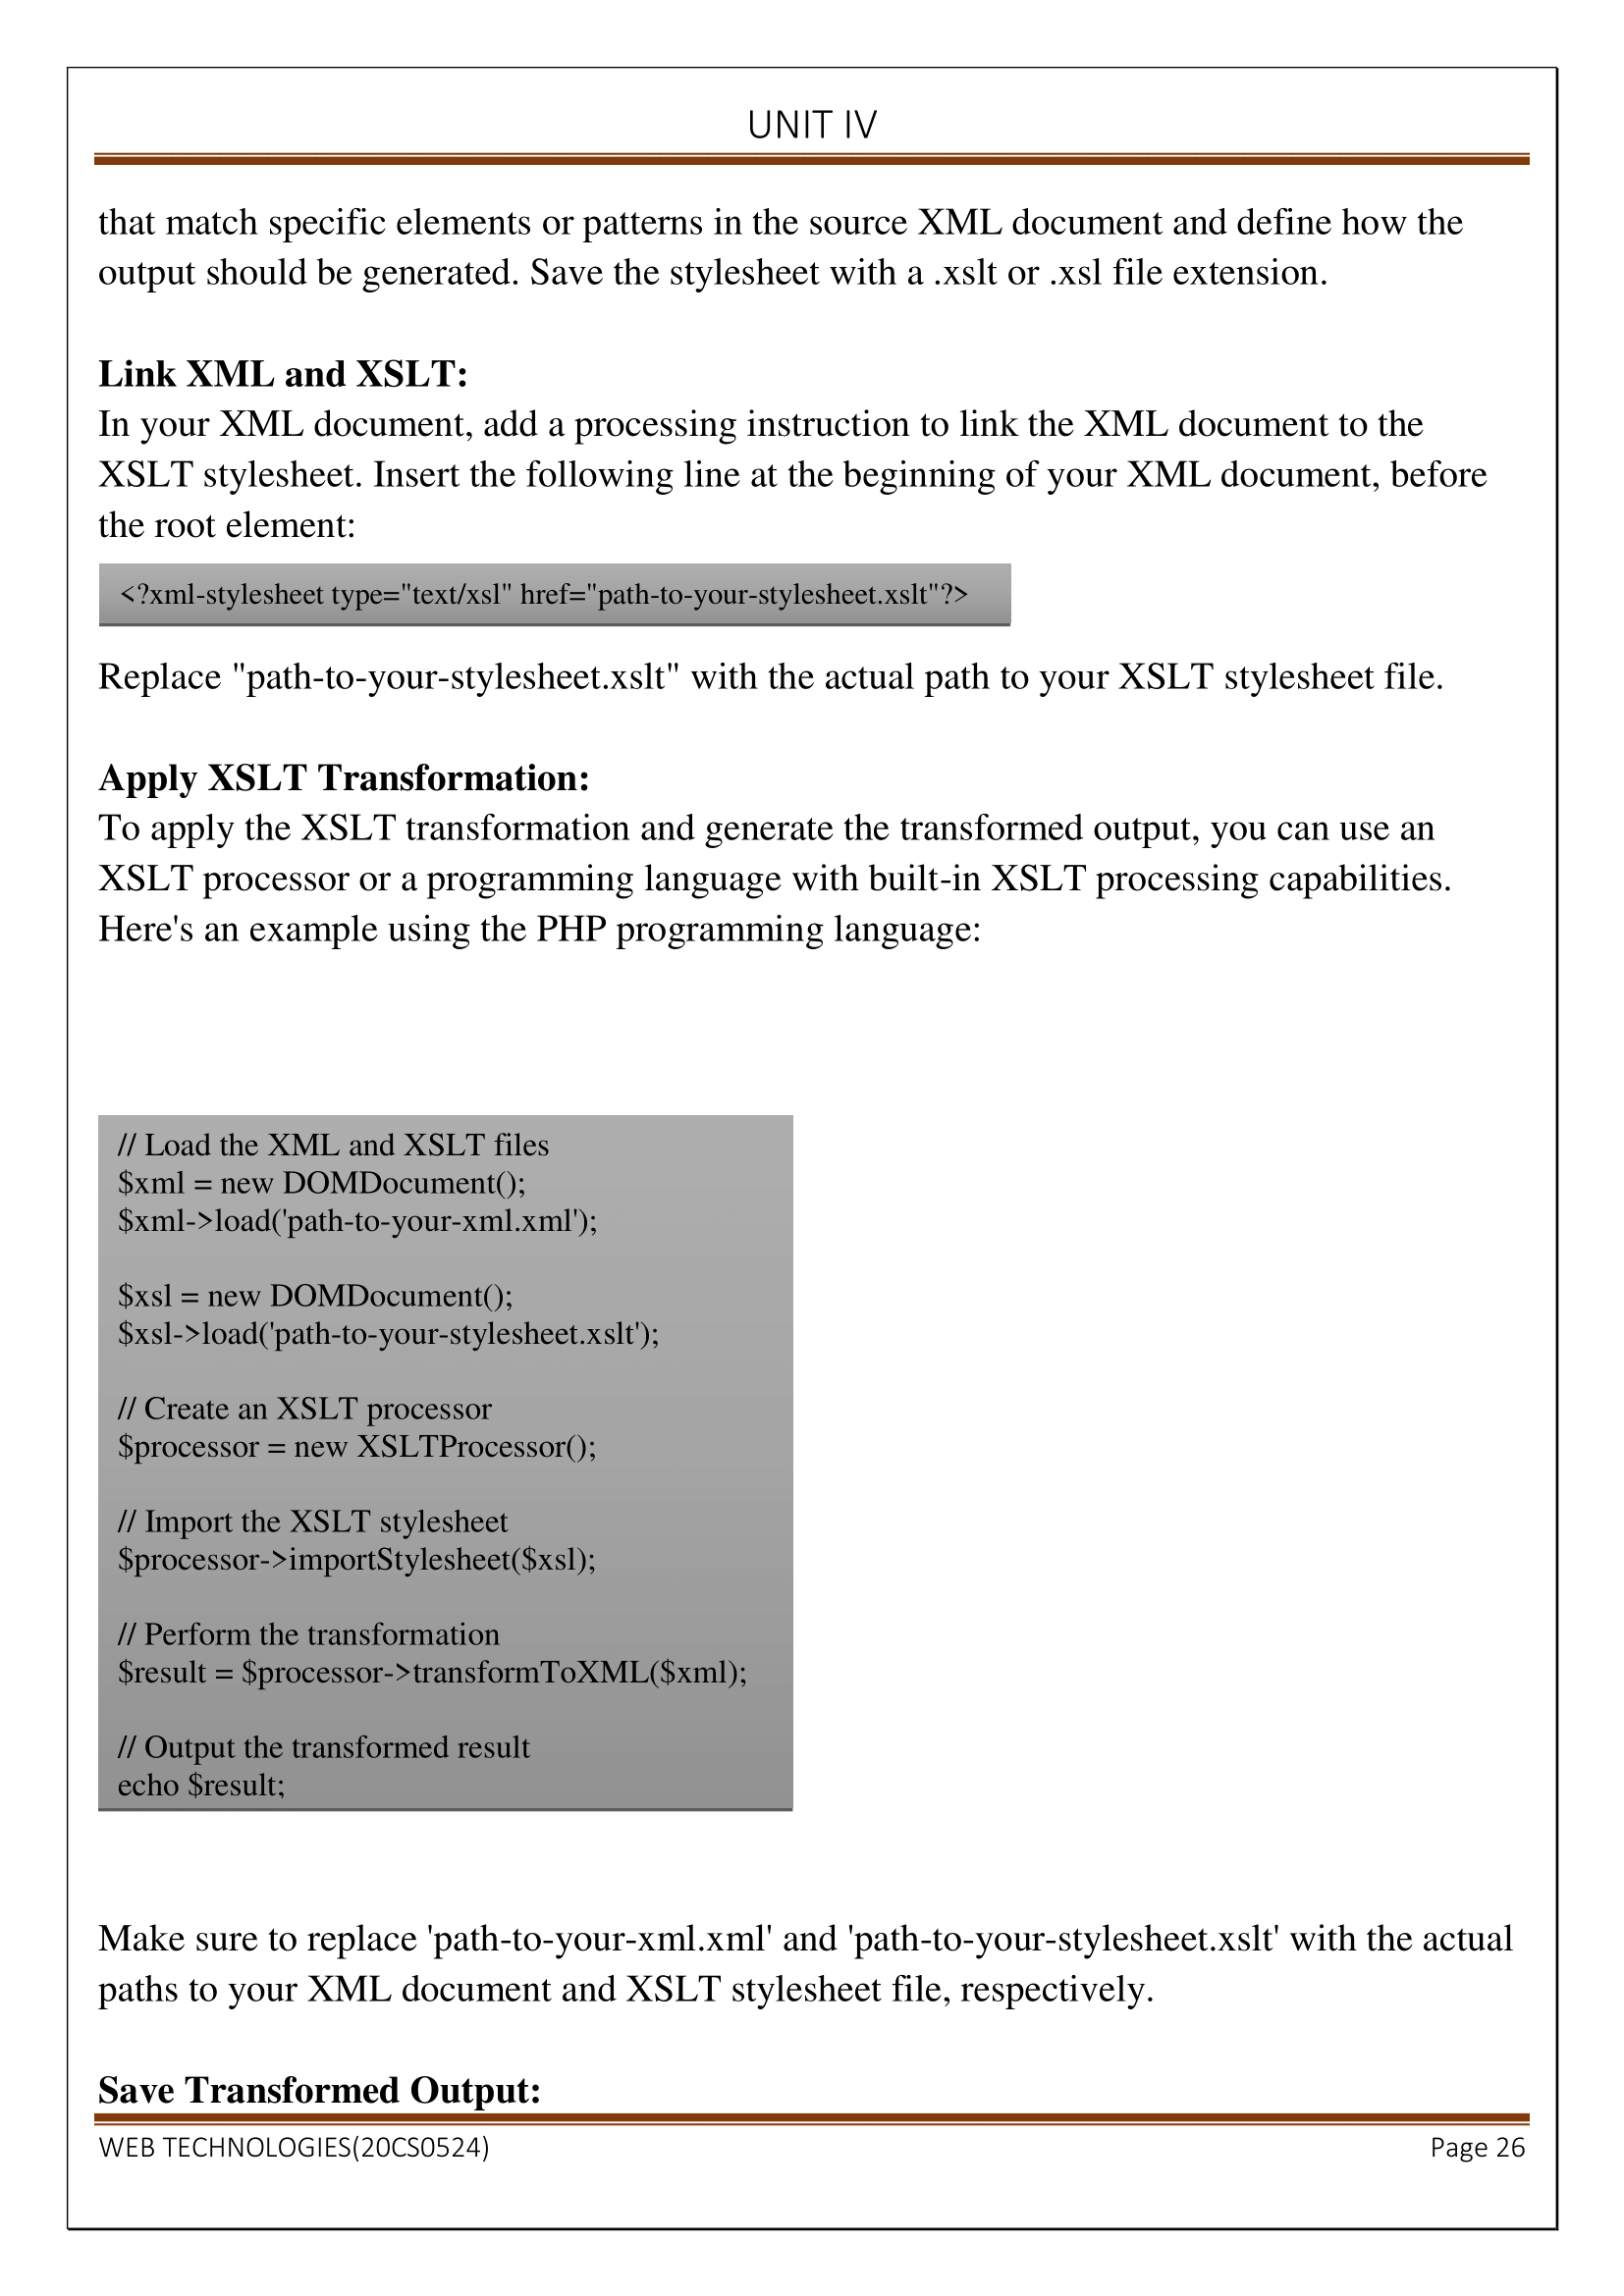 UNIT IV
that match specific elements or patterns in the source XML document and define how the
output should be generated. Save the stylesheet with a .xslt or .xsl file extension.
Link XML and XSLT:
In your XML document, add a processing instruction to link the XML document to the
XSLT stylesheet. Insert the following line at the beginning of your XML document, before
the root element:
<?xml-stylesheet type="text/xsl" href="path-to-your-stylesheet.xslt"?>
Replace "path-to-your-stylesheet.xslt" with the actual path to your XSLT stylesheet file.
Apply XSLT Transformation:
To apply the XSLT transformation and generate the transformed output, you can use an
XSLT processor or a programming language with built-in XSLT processing capabilities.
Here's an example using the PHP programming language:
// Load the XML and XSLT files
$xml = new DOMDocument();
$xml->load('path-to-your-xml.xml');
$xsl = new DOMDocument();
$xsl->load('path-to-your-stylesheet.xslt');
// Create an XSLT processor
$processor = new XSLTProcessor();
// Import the XSLT stylesheet
$processor->importStylesheet($xsl);
// Perform the transformation
$result = $processor->transformToXML($xml);
// Output the transformed result
echo $result;
Make sure to replace 'path-to-your-xml.xml' and 'path-to-your-stylesheet.xslt' with the actual
paths to your XML document and XSLT stylesheet file, respectively.
Save Transformed Output:
WEB TECHNOLOGIES(20CS0524) Page 26